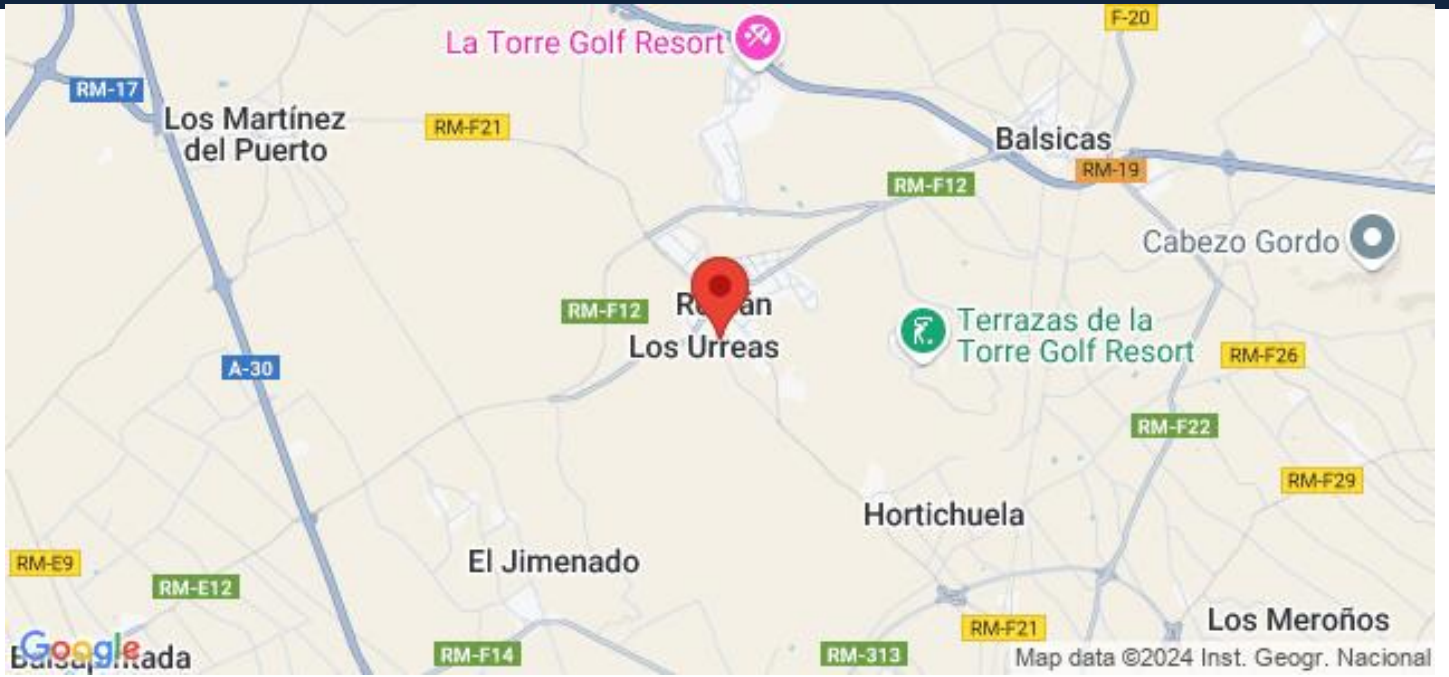 F-20
La Torre Golf Resort
RM-17
Los Martínez
del Puerto
RM-F21
Balsicas
RM-19
RM-F12
Cabezo Gordo
RM-F12
Los Urreas
Terrazas de la
Torre Golf Resort
RM-F26
A-30
RM-F22
RM-F29
Hortichuela
El Jimenado
RM-E9
RM-E12
Los Meroños
RM-F21
Google
RM-F14
RM-313
Map data ©2024 Inst. Geogr. Nacional